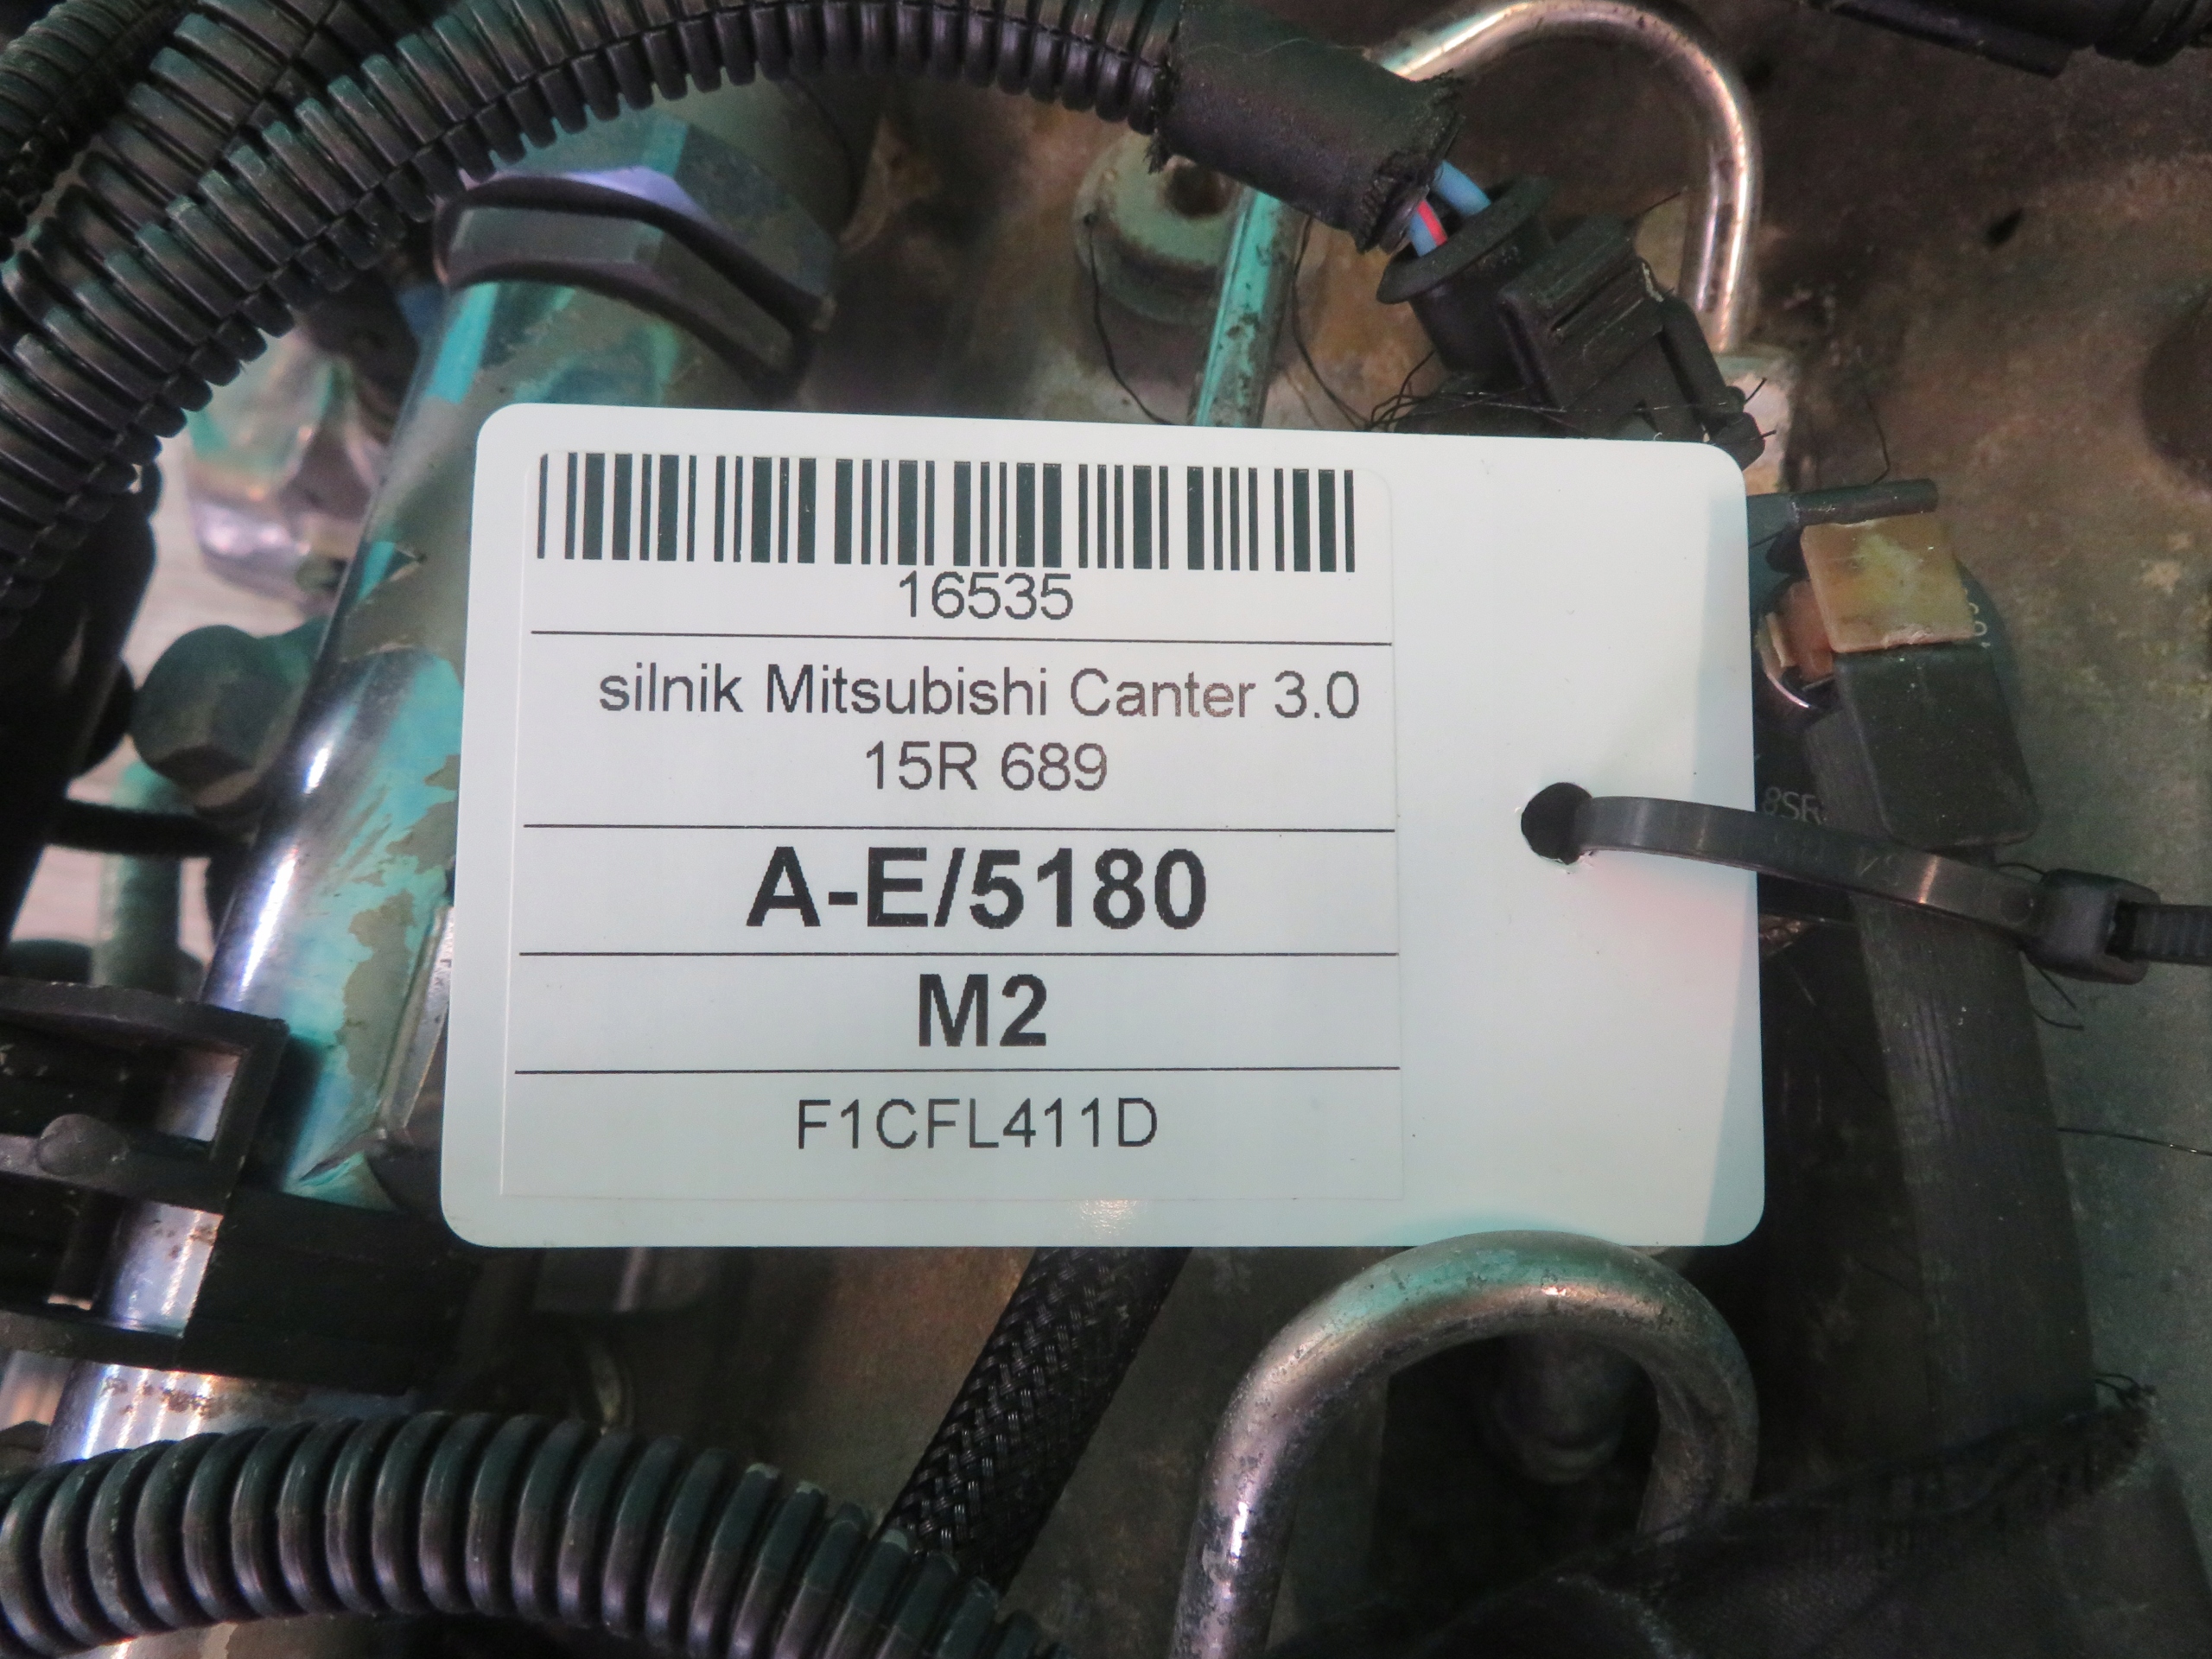 16535
silnik Mitsubishi Canter 3.0
15R 689
A-E/5180
M2
F1CFL411D